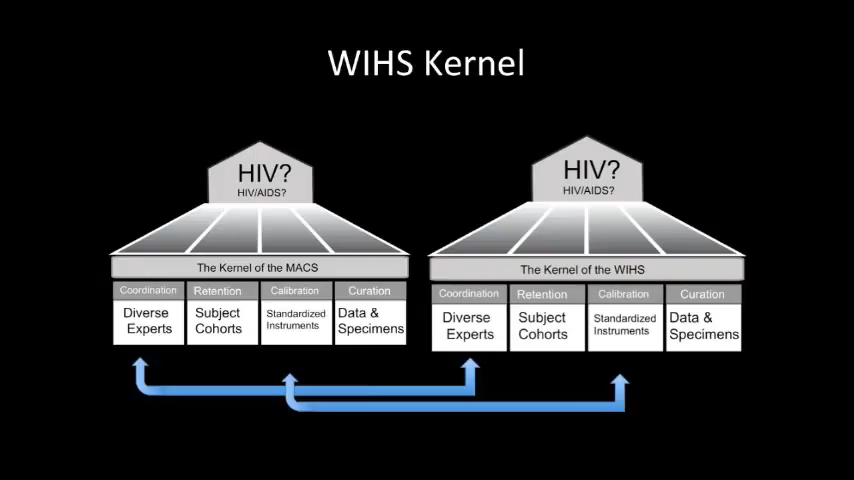 WIHS Kernel
HIV?
HIV/AIDS?
The Kernel of the MACS
Coordination
Retention
Calibration
Curation
Diverse
Experts
Subject
Cohorts
Standardized
Instruments
Data &
Specimens
HIV?
HIV/AIDS?
The Kernel of the WIHS
Coordination
Retention
Calibration
Curation
Diverse
Experts
Subject
Cohorts
Standardized
Instruments
Data &
Specimens